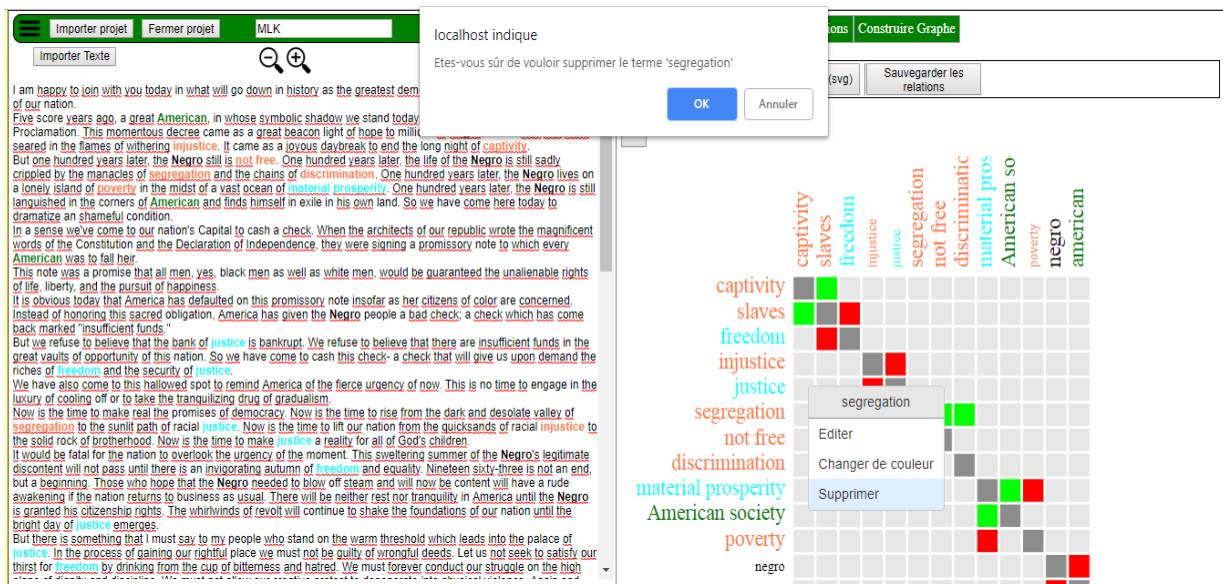 Importer projet Fermer projet MLK
ions Construire Graphe
Importer Texte
localhost indique
Etes-vous sûr de vouloir supprimer le terme 'segregation'
OK Annuler
(svg) Sauvegarder les
relations
I am happy to join with you today in what will go down in history as the greatest dem
of our nation.
Five score years ago, a great American, in whose symbolic shadow we stand today
Proclamation. This momentous decree came as a great beacon light of hope to milli
seared in the flames of withering injustice. It came as a joyous daybreak to end the long night of captivity.
But one hundred years later, the Negro still is not free. One hundred years later, the life of the Negro is still sadly
crippled by the manacles of segregation and the chains of discrimination. One hundred years later, the Negro lives on
a lonely island of poverty in the midst of a vast ocean of material prosperity. One hundred years later, the Negro is still
languished in the corners of American and finds himself in exile in his own land. So we have come here today to
dramatize an shameful condition.
In a sense we've come to our nation's Capital to cash a check. When the architects of our republic wrote the magnificent
words of the Constitution and the Declaration of Independence, they were signing a promissory note to which every
American was to fall heir.
This note was a promise that all men, yes, black men as well as white men, would be guaranteed the unalienable rights
of life, liberty, and the pursuit of happiness.
It is obvious today that America has defaulted on this promissory note insofar as her citizens of color are concerned.
Instead of honoring this sacred obligation, America has given the Negro people a bad check; a check which has come
back marked "insufficient funds."
But we refuse to believe that the bank of justice is bankrupt. We refuse to believe that there are insufficient funds in the
great vaults of opportunity of this nation. So we have come to cash this check- a check that will give us upon demand the
riches of freedom and the security of justice.
We have also come to this hallowed spot to remind America of the fierce urgency of now. This is no time to engage in the
luxury of cooling off or to take the tranquilizing drug of gradualism.
Now is the time to make real the promises of democracy. Now is the time to rise from the dark and desolate valley of
segregation to the sunlit path of racial justice. Now is the time to lift our nation from the quicksands of racial injustice to
the solid rock of brotherhood. Now is the time to make justice a reality for all of God's children.
It would be fatal for the nation to overlook the urgency of the moment. This sweltering summer of the Negro's legitimate
discontent will not pass until there is an invigorating autumn of freedom and equality. Nineteen sixty-three is not an end,
but a beginning. Those who hope that the Negro needed to blow off steam and will now be content will have a rude
awakening if the nation returns to business as usual. There will be neither rest nor tranquility in America until the Negro
is granted his citizenship rights. The whirlwinds of revolt will continue to shake the foundations of our nation until the
bright day of justice emerges.
But there is something that I must say to my people who stand on the warm threshold which leads into the palace of
justice. In the process of gaining our rightful place we must not be guilty of wrongful deeds. Let us not seek to satisfy our
thirst for freedom by drinking from the cup of bitterness and hatred. We must forever conduct our struggle on the high
captivity
slaves
freedom
injustice
justice
segregation
not free
discriminatic
material pros
American so
poverty
negro
american
captivity
slaves
freedom
injustice
justice
segregation
not free
discrimination
material prosperity
American society
poverty
negro
segregation
Editer
Changer de couleur
Supprimer